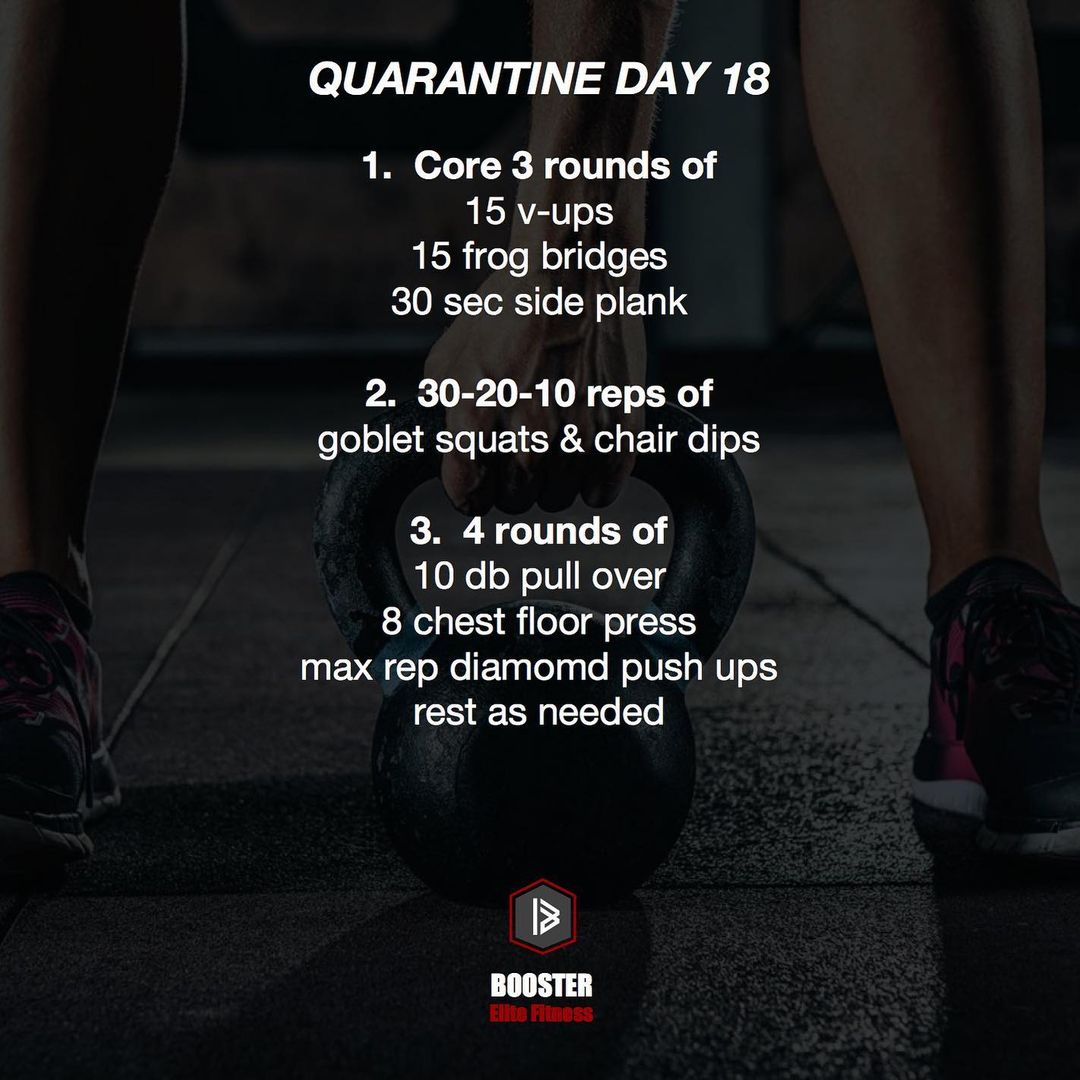 QUARANTINE DAY 18
1. Core 3 rounds of
15 v-ups
15 frog bridges
30 sec side plank
2. 30-20-10 reps of
goblet squats & chair dips
3. 4 rounds of
10 db pull over
8 chest floor press
max rep diamomd push ups
rest as needed
BOOSTER
Elite Fitness